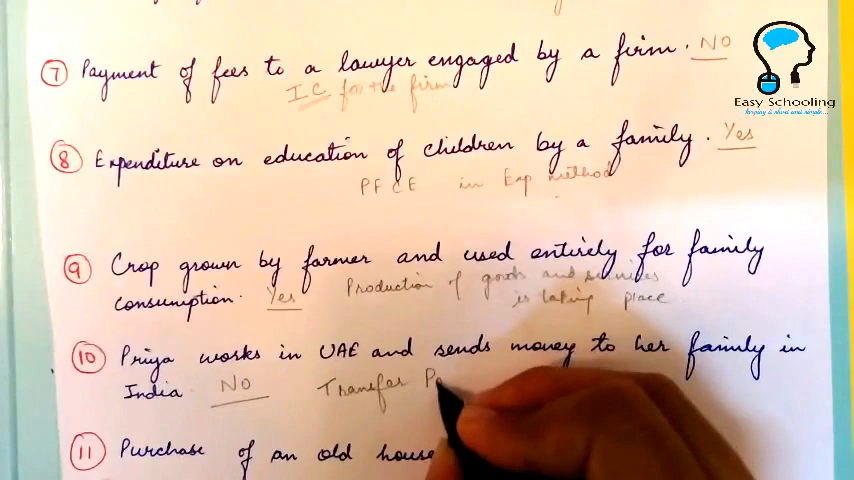 7 Payment of fees to a lawyer engaged by a firm. NO
I.C for the firm
Easy Schooling
8 Expenditure on education of children by a family. Yes
PFCE in Exp method
9 Crop grown by farmer and used entirely for family
consumption. Yes Production of goods and services
is taking place
10 Priya works in UAE and sends money to her family in
India NO Transfer
11 Purchase of an old house